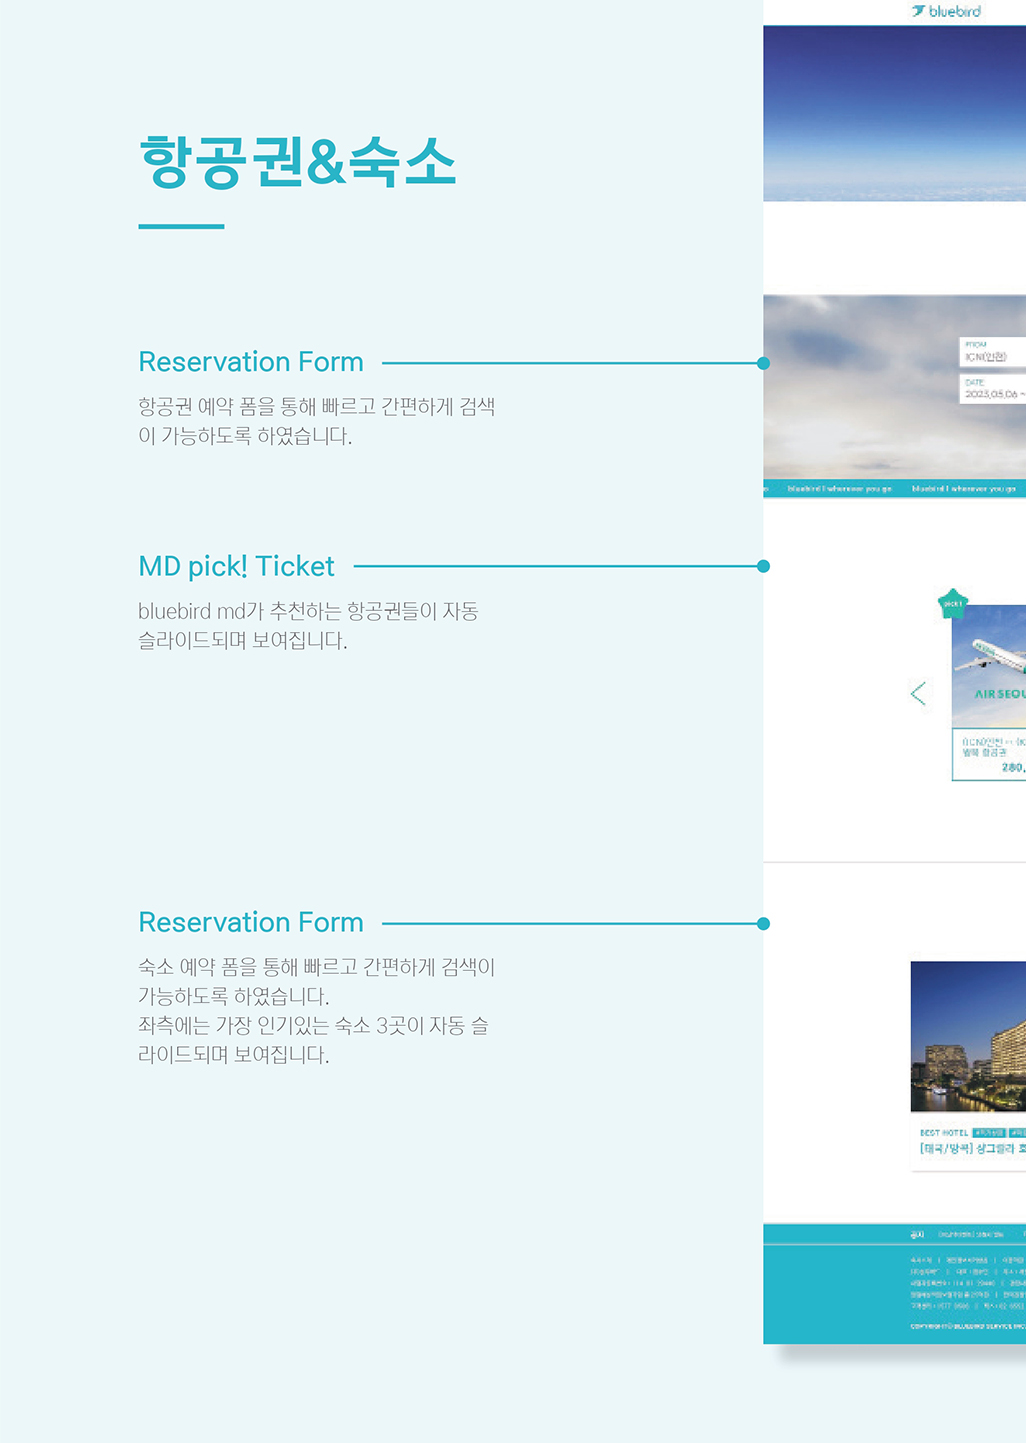 bluebird
항공권&숙소
Reservation Form
항공권 예약 폼을 통해 빠르고 간편하게 검색
이 가능하도록 하였습니다.
FROM
ICN(인천)
DATE
2023.05.06 ~
bluebird! wherever you go bluebird! wherever you go
MD pick! Ticket
bluebird md가 추천하는 항공권들이 자동
슬라이드되며 보여집니다.
pick !
AIR SEOU
(ICN)인천
왕복 항공권
280,
Reservation Form
숙소 예약 폼을 통해 빠르고 간편하게 검색이
가능하도록 하였습니다.
좌측에는 가장 인기있는 숙소 3곳이 자동 슬
라이드되며 보여집니다.
BEST HOTEL
[태국/방콕] 샹그릴라 호
공지
COPYRIGHT© BLUEBIRD SERVICE INC